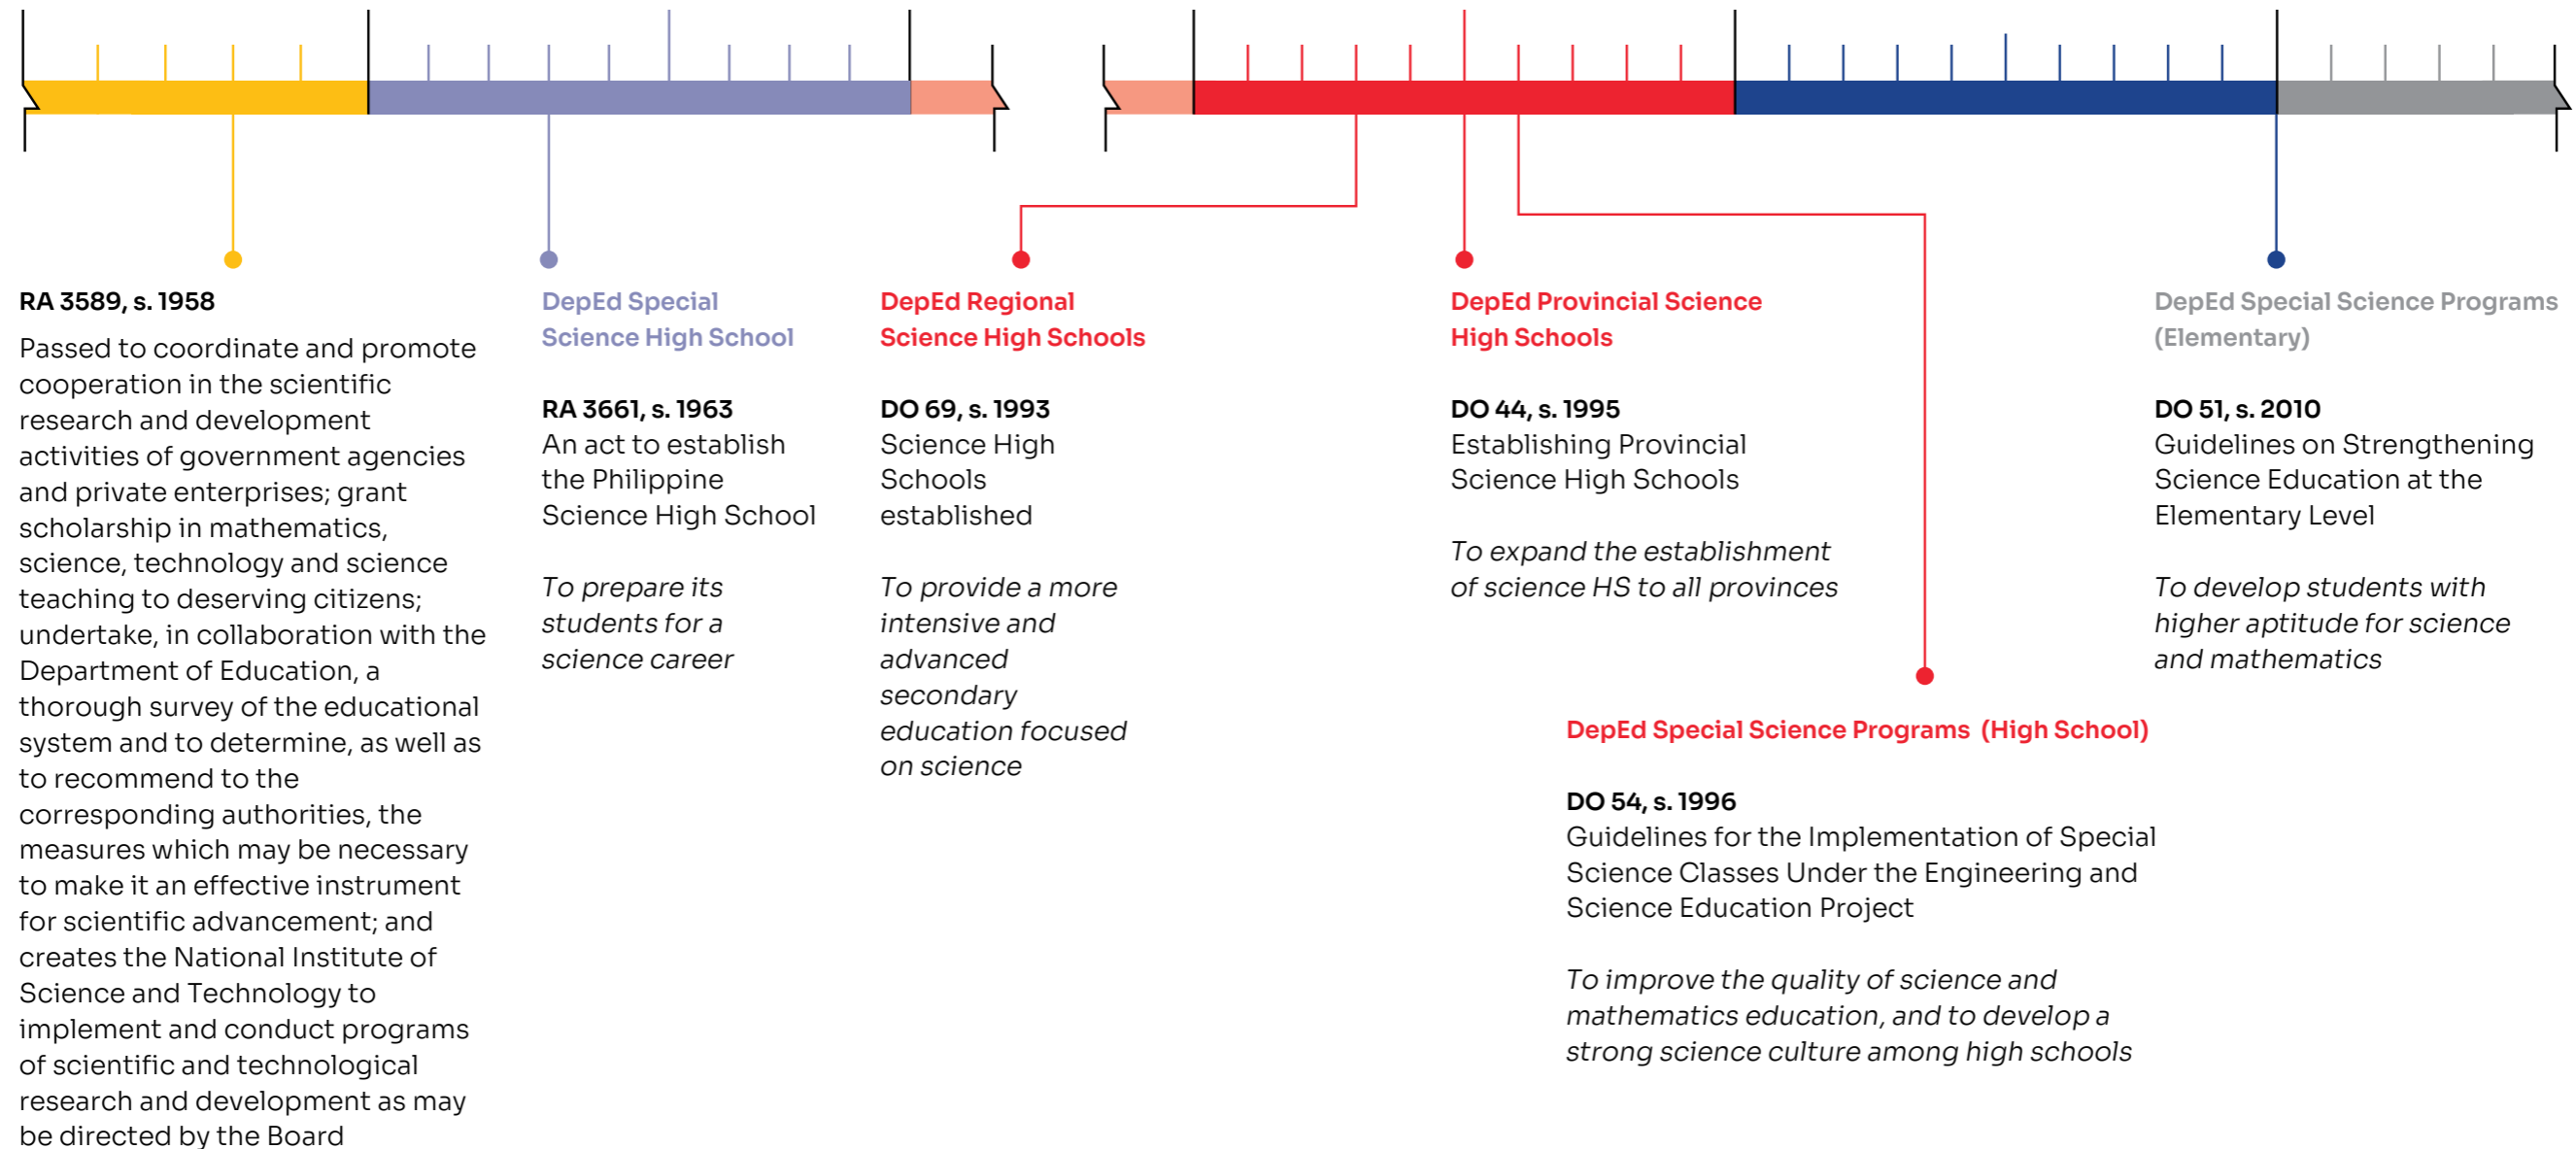 RA 3589, s. 1958
Passed to coordinate and promote
cooperation in the scientific
research and development
activities of government agencies
and private enterprises; grant
scholarship in mathematics,
science, technology and science
teaching to deserving citizens;
undertake, in collaboration with the
Department of Education, a
thorough survey of the educational
system and to determine, as well as
to recommend to the
corresponding authorities, the
measures which may be necessary
to make it an effective instrument
for scientific advancement; and
creates the National Institute of
Science and Technology to
implement and conduct programs
of scientific and technological
research and development as may
be directed by the Board
DepEd Special
Science High School
RA 3661, s. 1963
An act to establish
the Philippine
Science High School
To prepare its
students for a
science career
DepEd Regional
Science High Schools
DO 69, s. 1993
Science High
Schools
established
To provide a more
intensive and
advanced
secondary
education focused
on science
DepEd Provincial Science
High Schools
DO 44, s. 1995
Establishing Provincial
Science High Schools
To expand the establishment
of science HS to all provinces
DepEd Special Science Programs (High School)
DO 54, s. 1996
Guidelines for the Implementation of Special
Science Classes Under the Engineering and
Science Education Project
To improve the quality of science and
mathematics education, and to develop a
strong science culture among high schools
DepEd Special Science Programs
(Elementary)
DO 51, s. 2010
Guidelines on Strengthening
Science Education at the
Elementary Level
To develop students with
higher aptitude for science
and mathematics